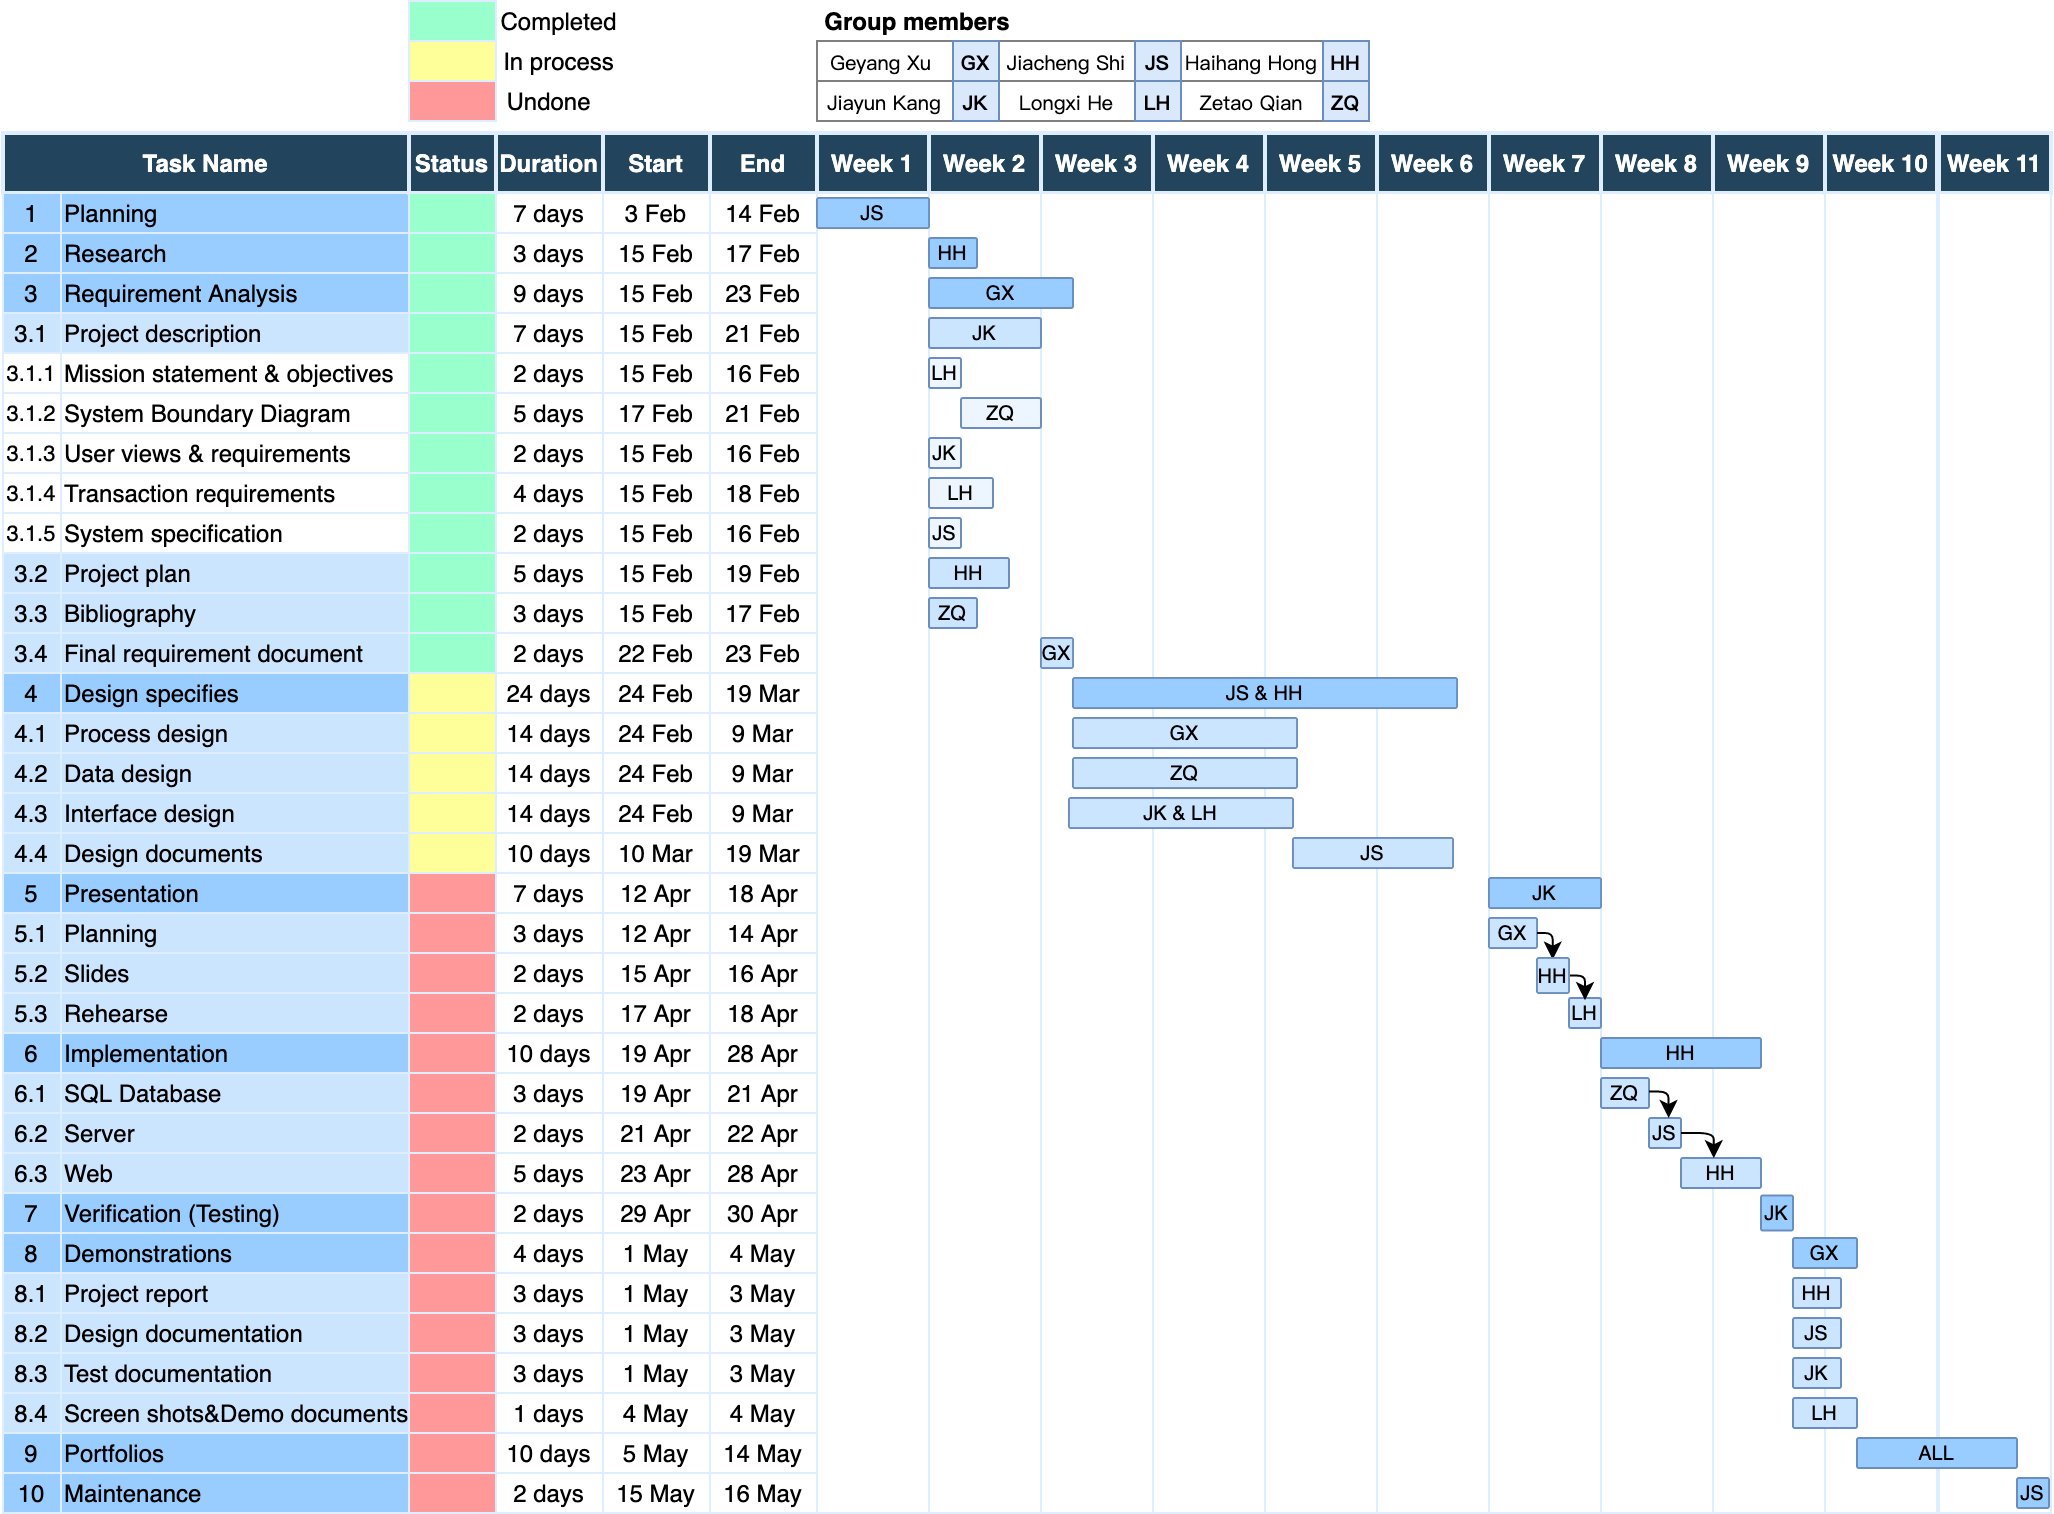 Completed
In process
Undone
Group members
Geyang Xu GX Jiacheng Shi JS Haihang Hong HH
Jiayun Kang JK Longxi He LH Zetao Qian ZQ
Task Name Status Duration Start End Week 1 Week 2 Week 3 Week 4 Week 5 Week 6 Week 7 Week 8 Week 9 Week 10 Week 11
1 Planning 7 days 3 Feb 14 Feb JS
2 Research 3 days 15 Feb 17 Feb HH
3 Requirement Analysis 9 days 15 Feb 23 Feb GX
3.1 Project description 7 days 15 Feb 21 Feb JK
3.1.1 Mission statement & objectives 2 days 15 Feb 16 Feb LH
3.1.2 System Boundary Diagram 5 days 17 Feb 21 Feb ZQ
3.1.3 User views & requirements 2 days 15 Feb 16 Feb JK
3.1.4 Transaction requirements 4 days 15 Feb 18 Feb LH
3.1.5 System specification 2 days 15 Feb 16 Feb JS
3.2 Project plan 5 days 15 Feb 19 Feb HH
3.3 Bibliography 3 days 15 Feb 17 Feb ZQ
3.4 Final requirement document 2 days 22 Feb 23 Feb GX
4 Design specifies 24 days 24 Feb 19 Mar JS & HH
4.1 Process design 14 days 24 Feb 9 Mar GX
4.2 Data design 14 days 24 Feb 9 Mar ZQ
4.3 Interface design 14 days 24 Feb 9 Mar JK & LH
4.4 Design documents 10 days 10 Mar 19 Mar JS
5 Presentation 7 days 12 Apr 18 Apr JK
5.1 Planning 3 days 12 Apr 14 Apr GX
5.2 Slides 2 days 15 Apr 16 Apr HH
5.3 Rehearse 2 days 17 Apr 18 Apr LH
6 Implementation 10 days 19 Apr 28 Apr HH
6.1 SQL Database 3 days 19 Apr 21 Apr ZQ
6.2 Server 2 days 21 Apr 22 Apr JS
6.3 Web 5 days 23 Apr 28 Apr HH
7 Verification (Testing) 2 days 29 Apr 30 Apr JK
8 Demonstrations 4 days 1 May 4 May GX
8.1 Project report 3 days 1 May 3 May HH
8.2 Design documentation 3 days 1 May 3 May JS
8.3 Test documentation 3 days 1 May 3 May JK
8.4 Screen shots&Demo documents 1 days 4 May 4 May LH
9 Portfolios 10 days 5 May 14 May ALL
10 Maintenance 2 days 15 May 16 May JS